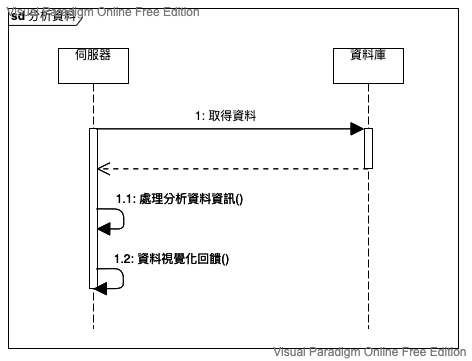 Visual Paradigm Online Free Edition
sd 分析資料
伺服器
資料庫
1: 取得資料
1.1: 處理分析資料資訊()
1.2: 資料視覺化回饋()
Visual Paradigm Online Free Edition